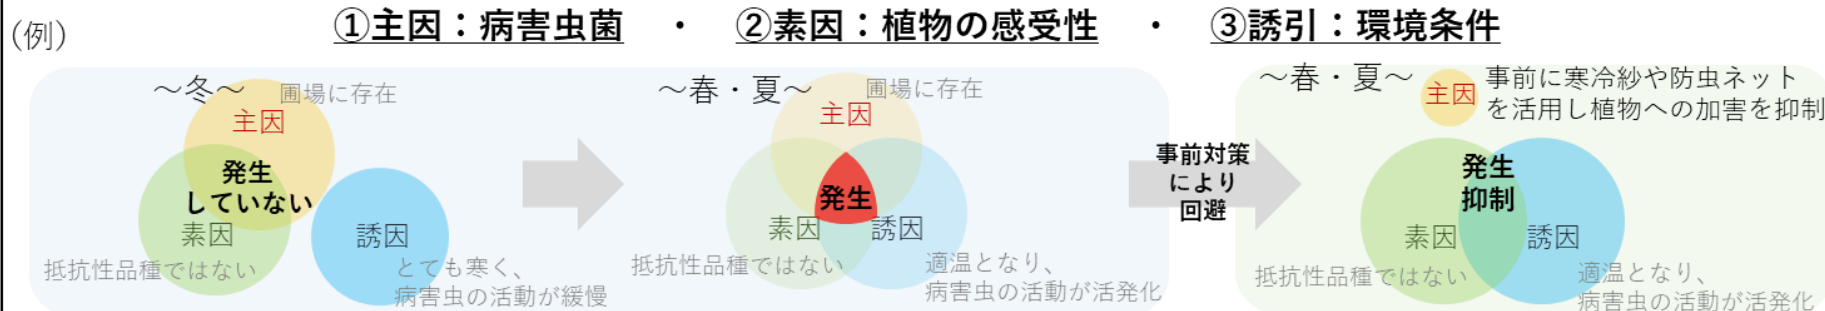 (例)
①主因：病害虫菌 ・ ②素因：植物の感受性 ・ ③誘引：環境条件
～冬～
圃場に存在
主因
発生
していない
素因
誘因
抵抗性品種ではない
とても寒く、
病害虫の活動が緩慢
～春・夏～
圃場に存在
主因
発生
素因
誘因
抵抗性品種ではない
適温となり、
病害虫の活動が活発化
事前対策
により
回避
～春・夏～
主因
事前に寒冷紗や防虫ネット
を活用し植物への加害を抑制
発生
抑制
素因
誘因
抵抗性品種ではない
適温となり、
病害虫の活動が活発化